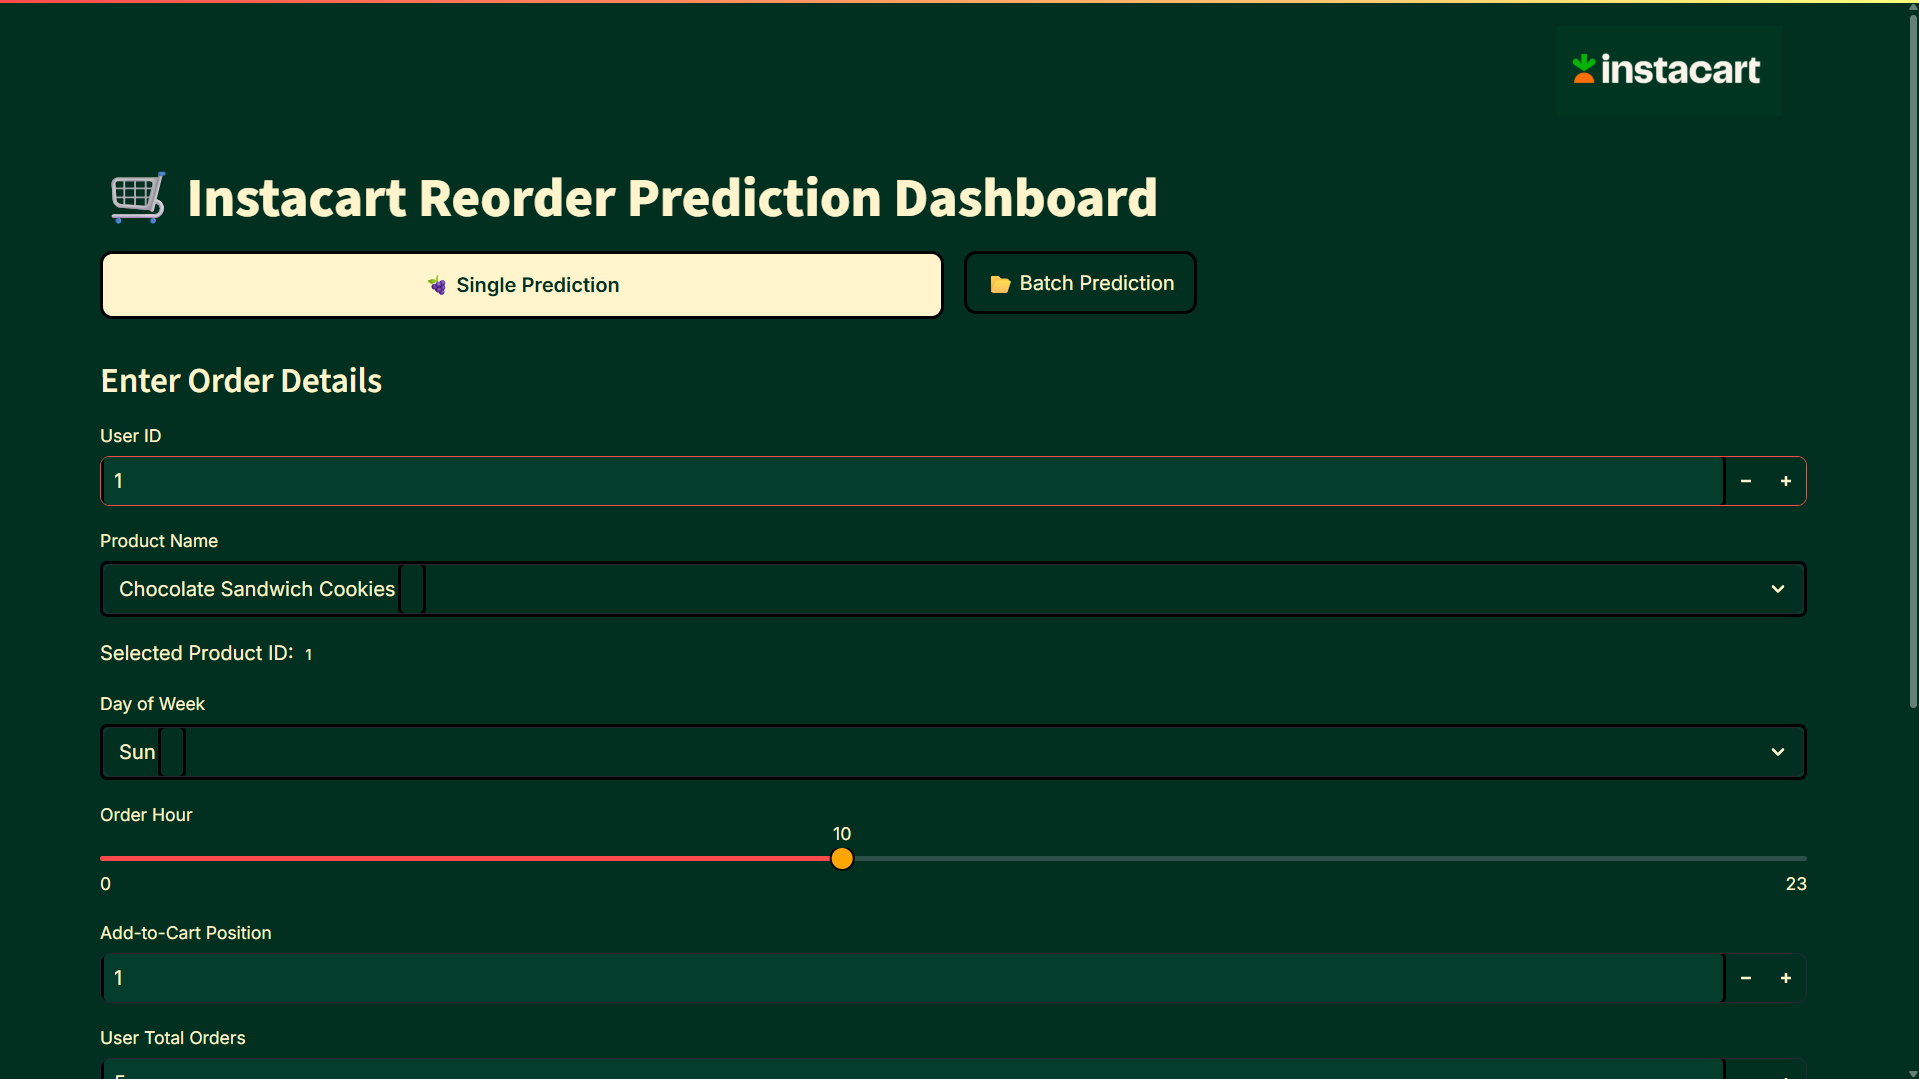 instacart
Instacart Reorder Prediction Dashboard
Single Prediction
Batch Prediction
Enter Order Details
User ID
1
Product Name
Chocolate Sandwich Cookies
Selected Product ID: 1
Day of Week
Sun
Order Hour
10
0
23
Add-to-Cart Position
1
User Total Orders